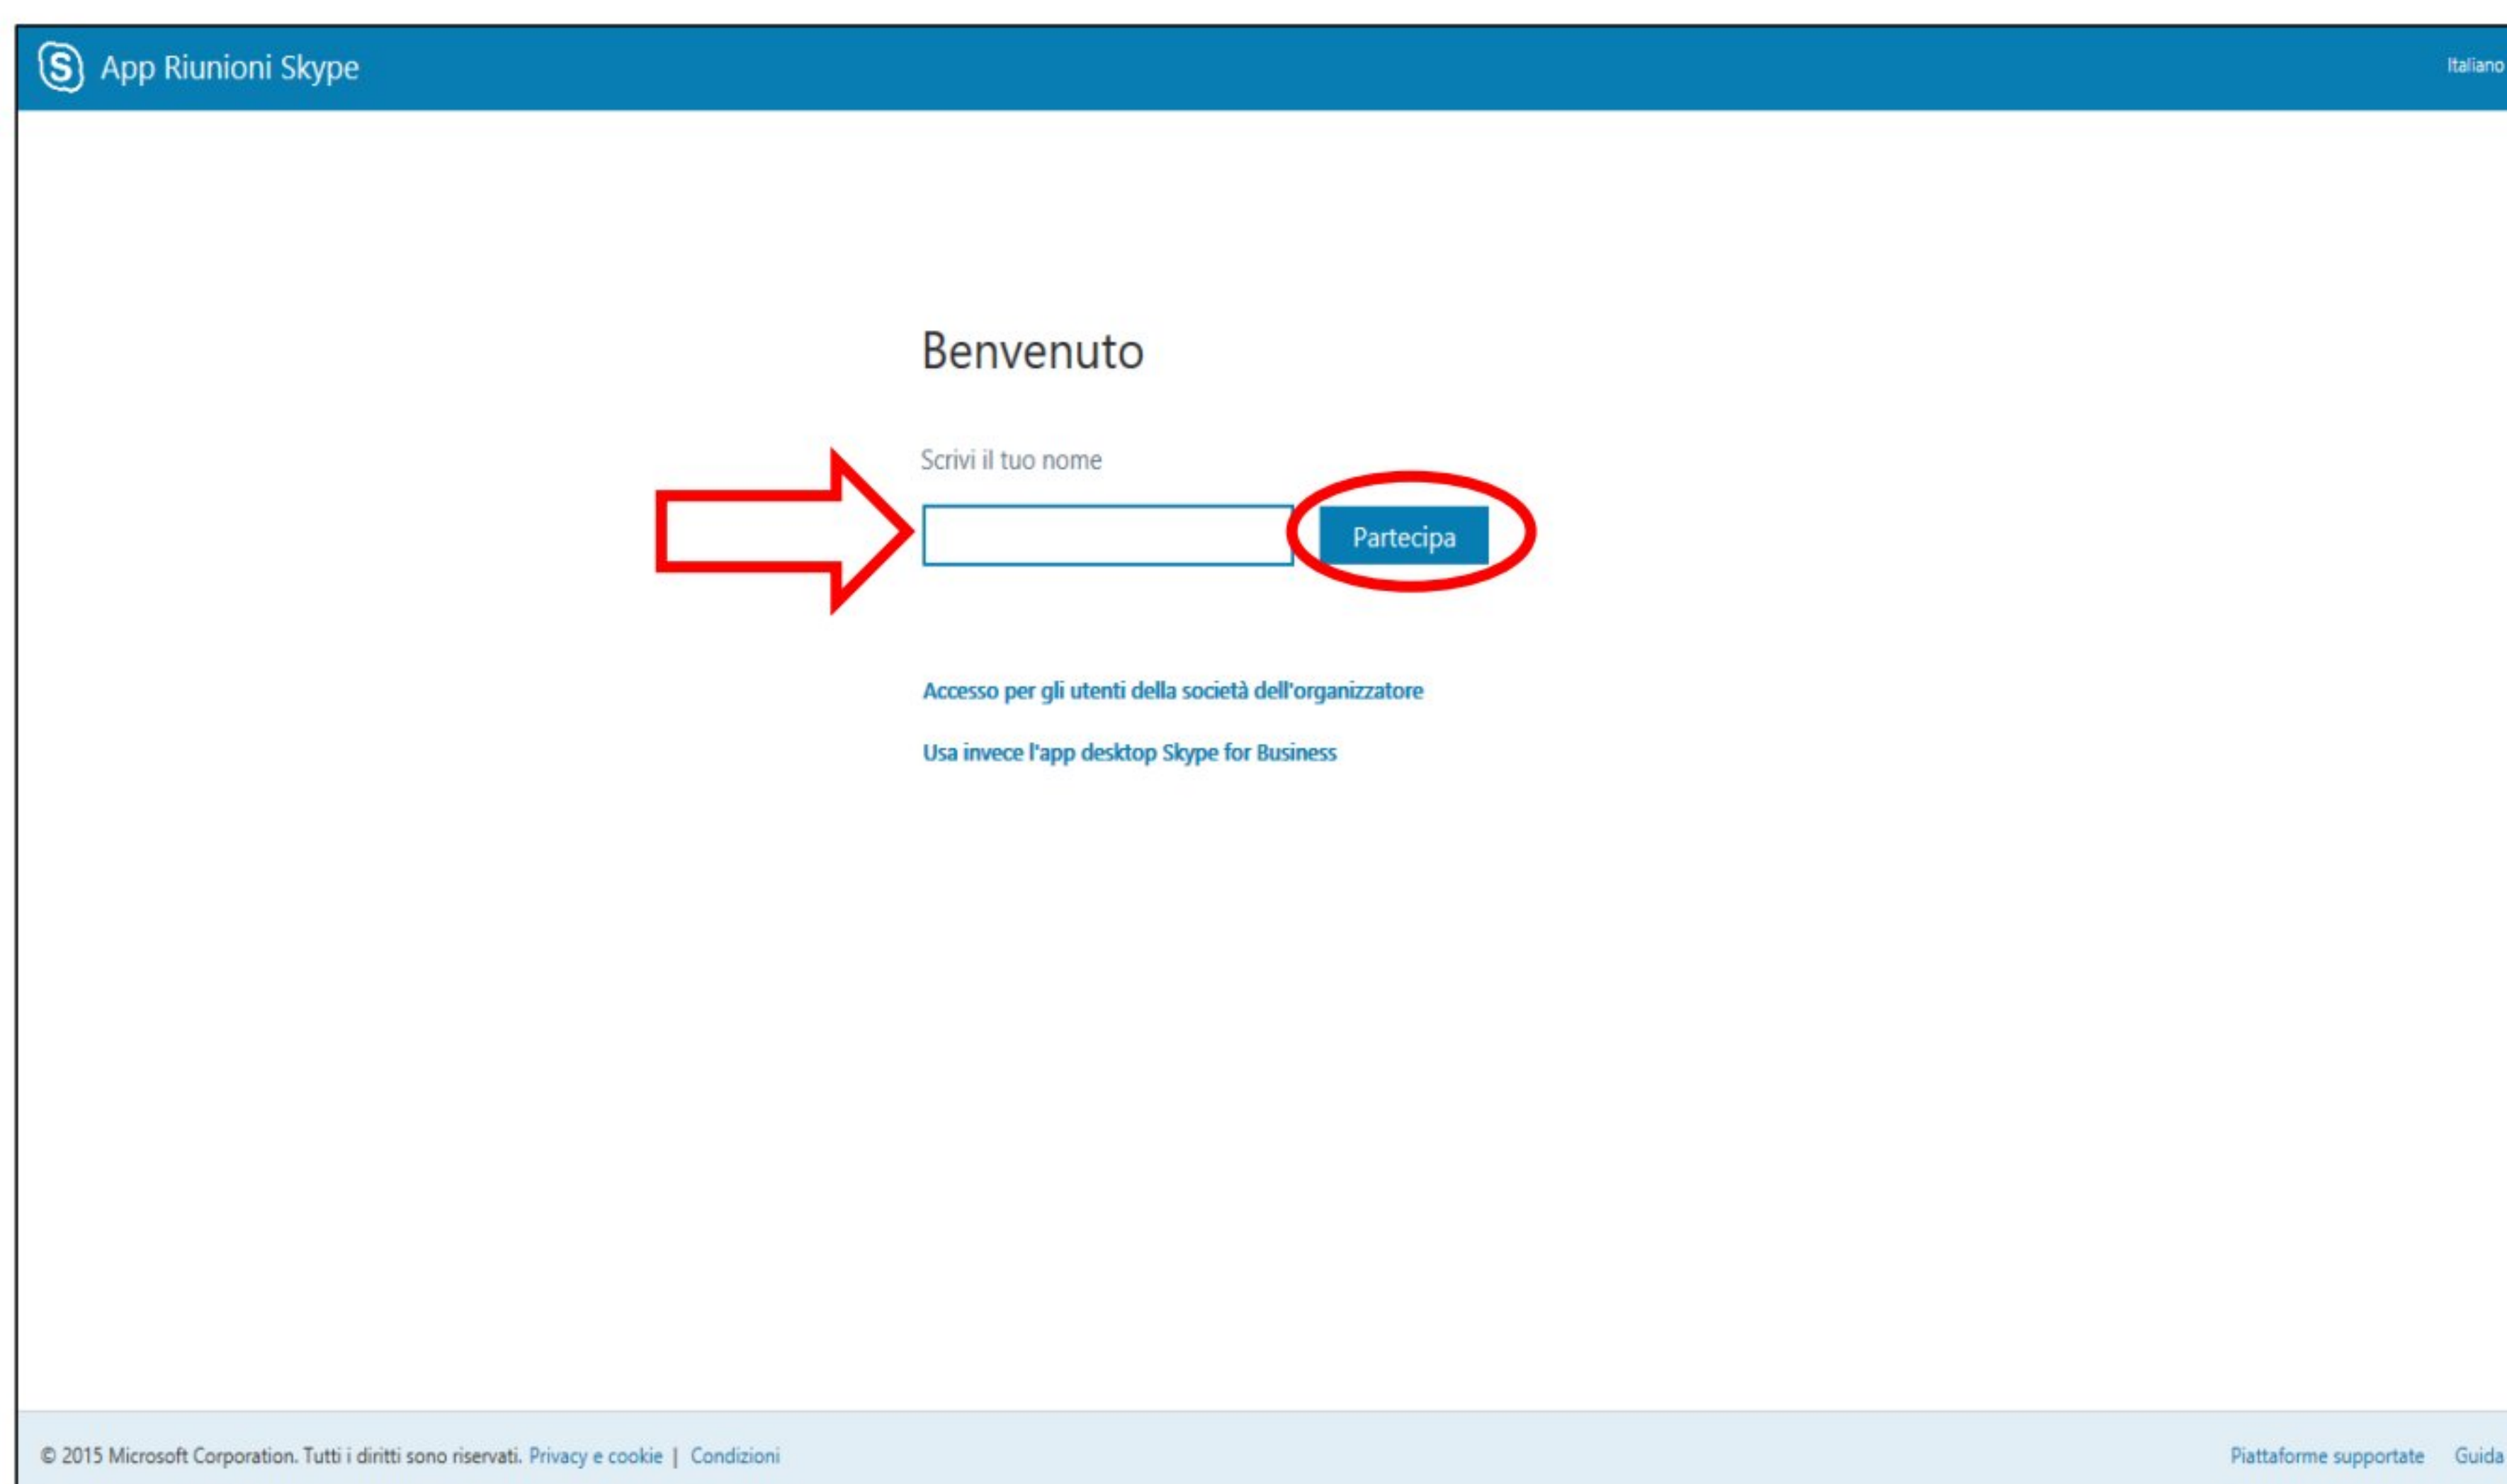 App Riunioni Skype
Italiano
Benvenuto
Scrivi il tuo nome
Partecipa
Accesso per gli utenti della società dell'organizzatore
Usa invece l'app desktop Skype for Business
© 2015 Microsoft Corporation. Tutti i diritti sono riservati. Privacy e cookie | Condizioni
Piattaforme supportate Guida